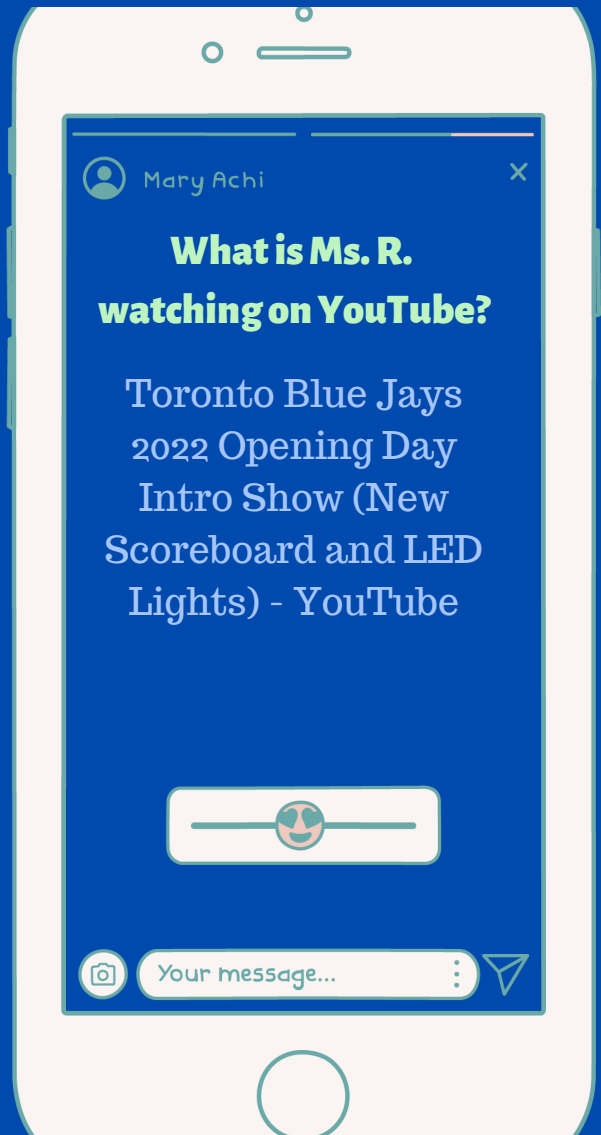 Mary Achi
What is Ms. R.
watching on YouTube?
Toronto Blue Jays
2022 Opening Day
Intro Show (New
Scoreboard and LED
Lights) - YouTube
Your message...